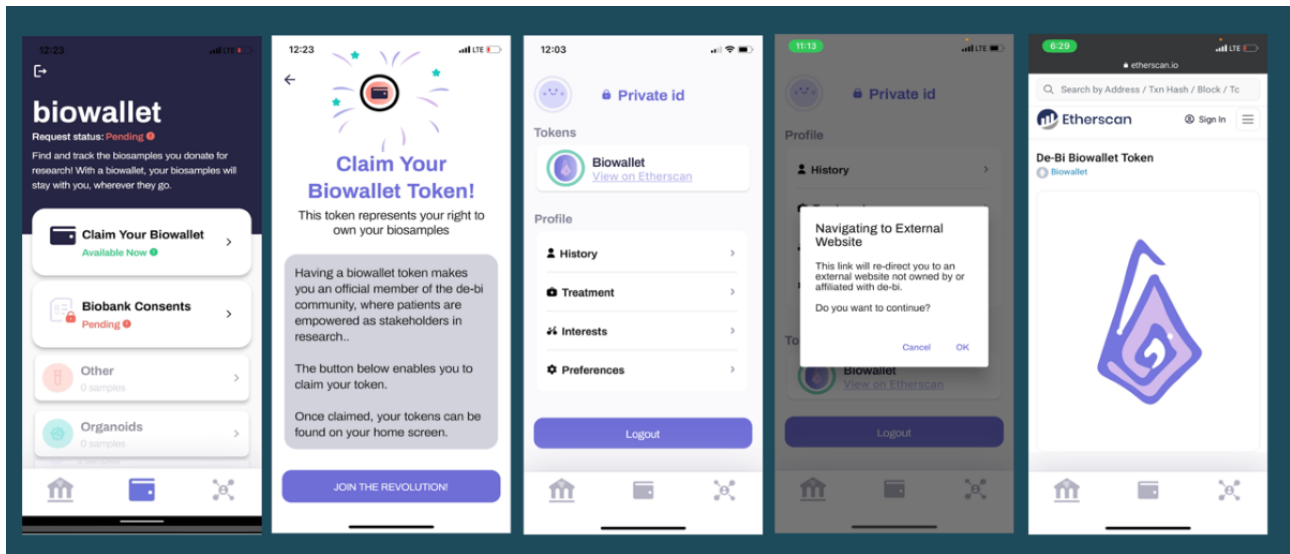 12:23
LTE
biowallet
Request status: Pending
Find and track the biosamples you donate for
research! With a biowallet, your biosamples will
stay with you, wherever they go.
Claim Your Biowallet
Available Now
Biobank Consents
Pending
Other
0 samples
Organoids
0 samples
12:23
LTE
Claim Your
Biowallet Token!
This token represents your right to
own your biosamples
Having a biowallet token makes
you an official member of the de-bi
community, where patients are
empowered as stakeholders in
research..
The button below enables you to
claim your token.
Once claimed, your tokens can be
found on your home screen.
JOIN THE REVOLUTION!
12:03
Private id
Tokens
Biowallet
View on Etherscan
Profile
History
Treatment
Interests
Preferences
Logout
11:13
LTE
Private id
Profile
History
Navigating to External
Website
This link will re-direct you to an
external website not owned by or
affiliated with de-bi.
Do you want to continue?
Cancel
OK
To
Biowallet
View on Etherscan
Logout
6:29
LTE
etherscan.io
Search by Address / Txn Hash / Block / Tc
Etherscan
Sign In
De-Bi Biowallet Token
Biowallet